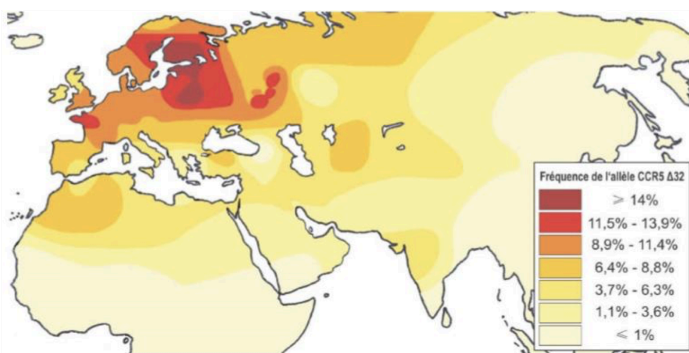 Fréquence de l'allèle CCR5 Δ32
⩾ 14%
11,5% - 13,9%
8,9% - 11,4%
6,4% - 8,8%
3,7% - 6,3%
1,1% - 3,6%
⩽ 1%